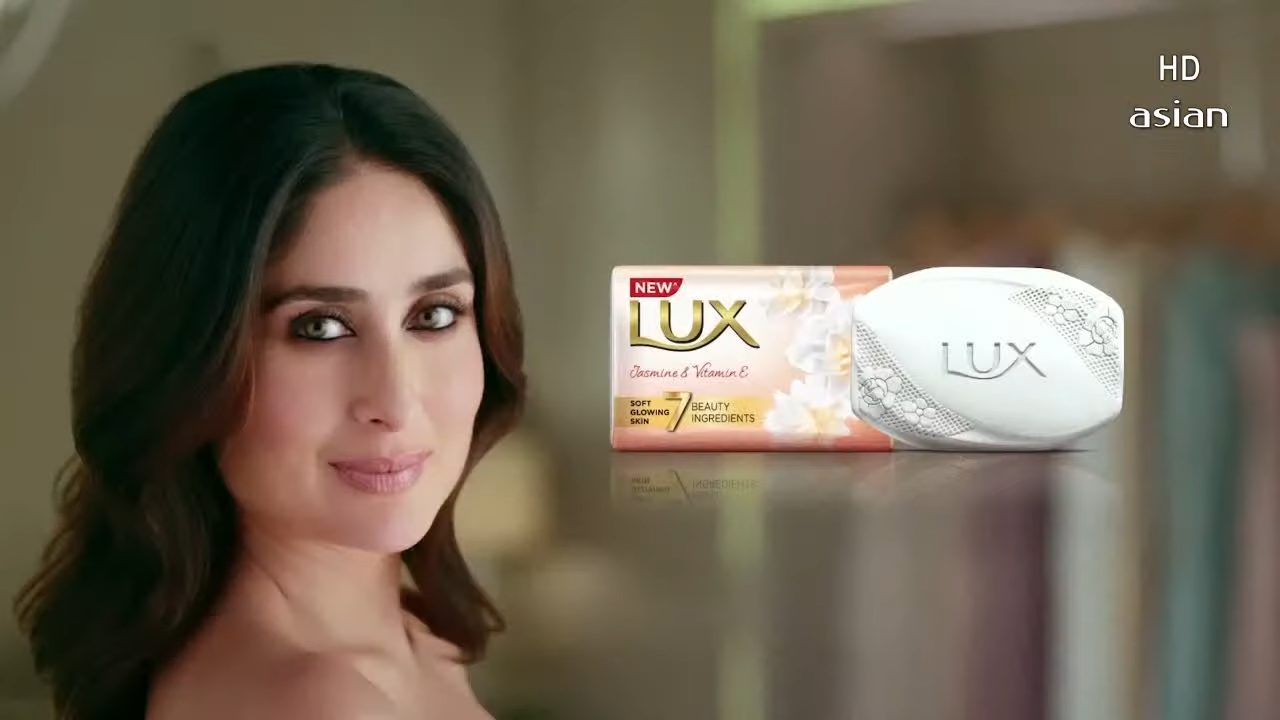 HD
asian
NEW^
LUX
Jasmine & Vitamin E
SOFT
GLOWING
SKIN
7
BEAUTY
INGREDIENTS
LUX